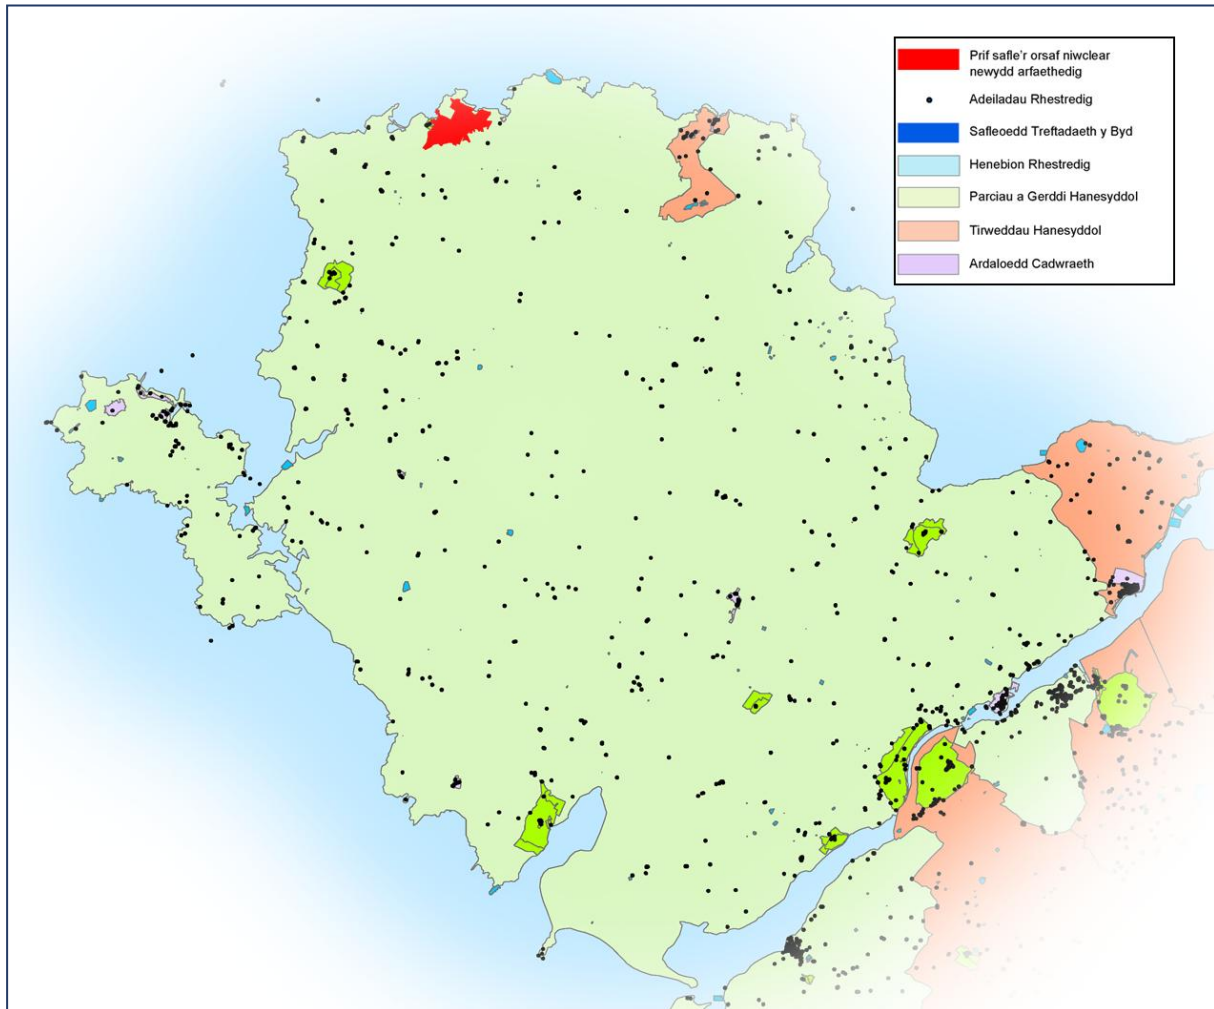 Prif safle'r orsaf niwclear
newydd arfaethedig
Adeiladau Rhestredig
Safleoedd Treftadaeth y Byd
Henebion Rhestredig
Parciau a Gerddi Hanesyddol
Tirweddau Hanesyddol
Ardaloedd Cadwraeth